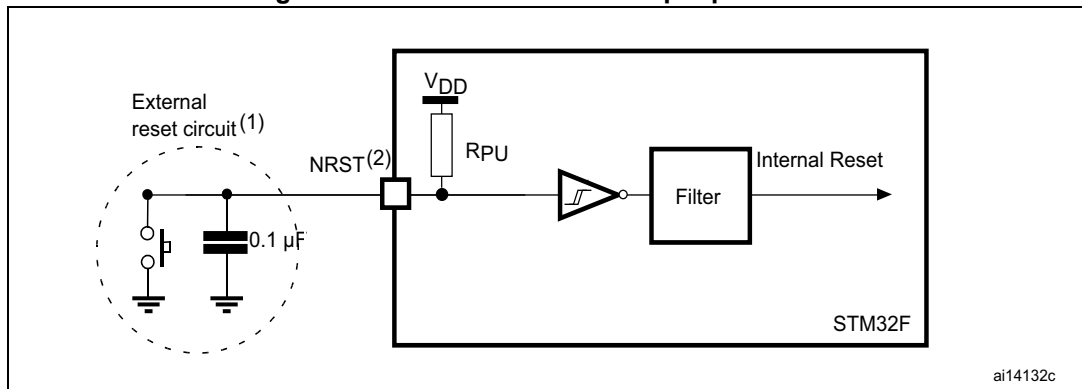 VDD
External
reset circuit(1)
NRST(2)
RPU
Internal Reset
Filter
0.1 µF
STM32F
ai14132c